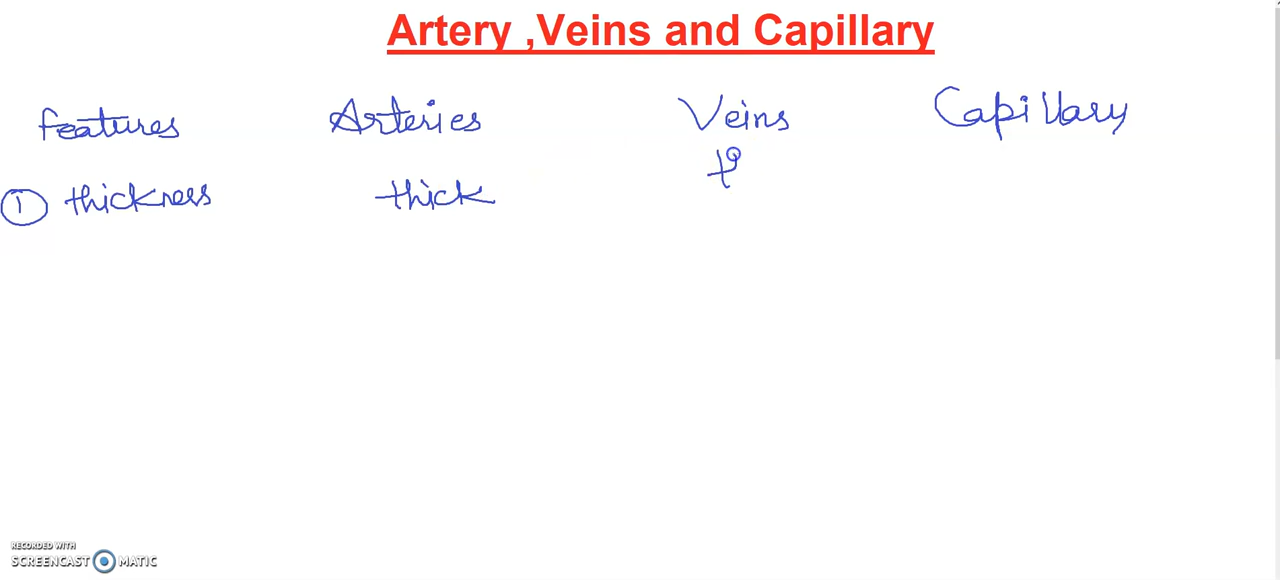 Artery ,Veins and Capillary
features Arteries Veins Capillary
① thickness thick
RECORDED WITH
SCREENCAST MATIC